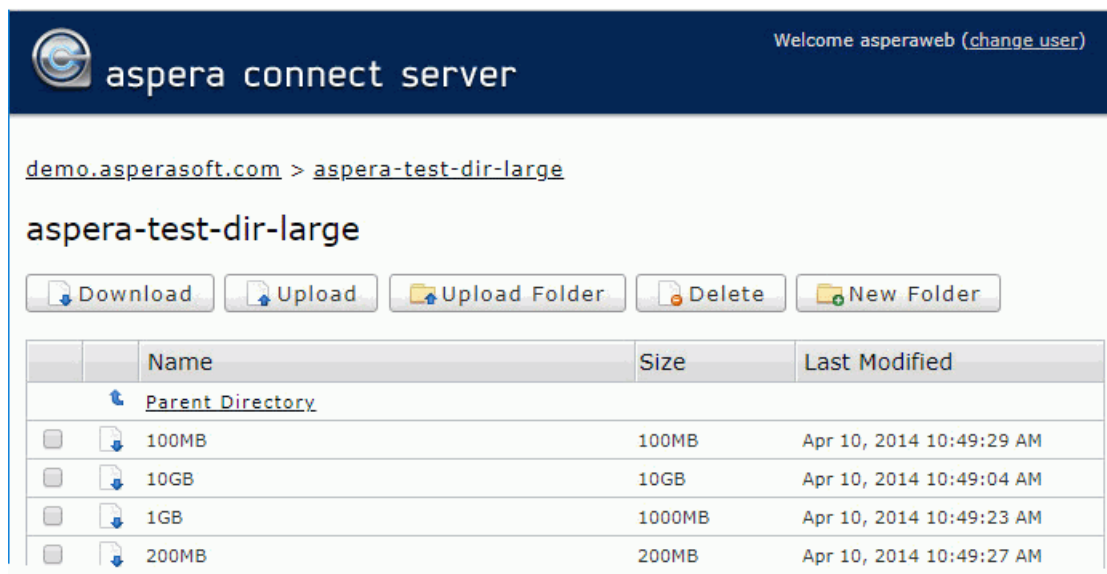 Welcome asperaweb (change user)
aspera connect server
demo.asperasoft.com > aspera-test-dir-large
aspera-test-dir-large
Download Upload Upload Folder Delete New Folder
Name Size Last Modified
Parent Directory
100MB 100MB Apr 10, 2014 10:49:29 AM
10GB 10GB Apr 10, 2014 10:49:04 AM
1GB 1000MB Apr 10, 2014 10:49:23 AM
200MB 200MB Apr 10, 2014 10:49:27 AM